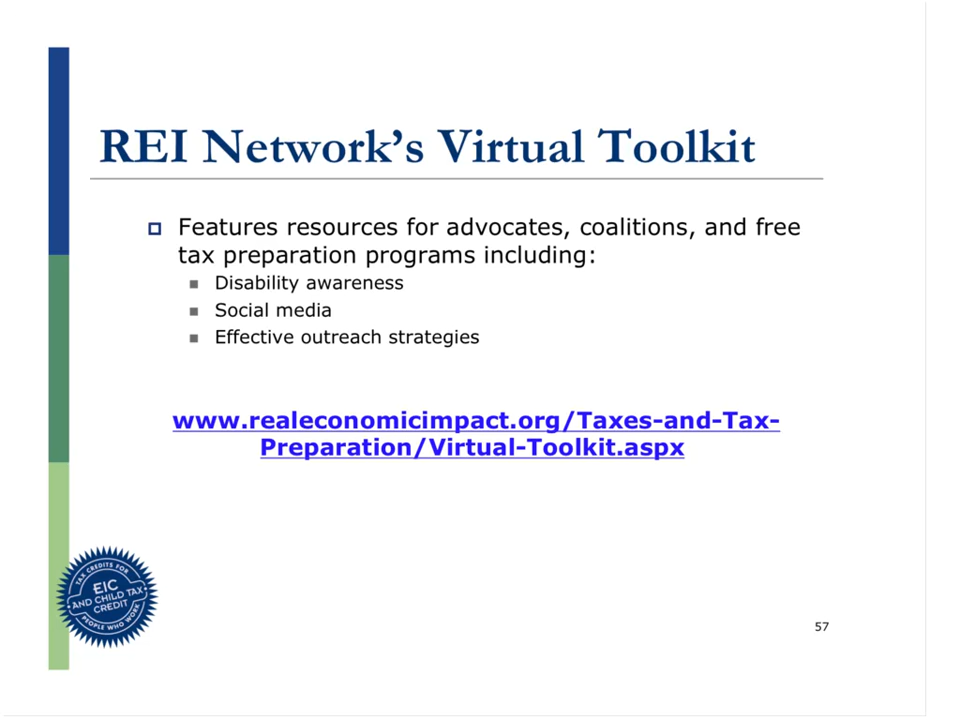 REI Network's Virtual Toolkit
Features resources for advocates, coalitions, and free
tax preparation programs including:
Disability awareness
Social media
Effective outreach strategies
www.realeconomicimpact.org/Taxes-and-Tax-
Preparation/Virtual-Toolkit.aspx
TAX CREDITS FOR
EIC
AND CHILD TAX
CREDIT
PEOPLE WHO WORK
57